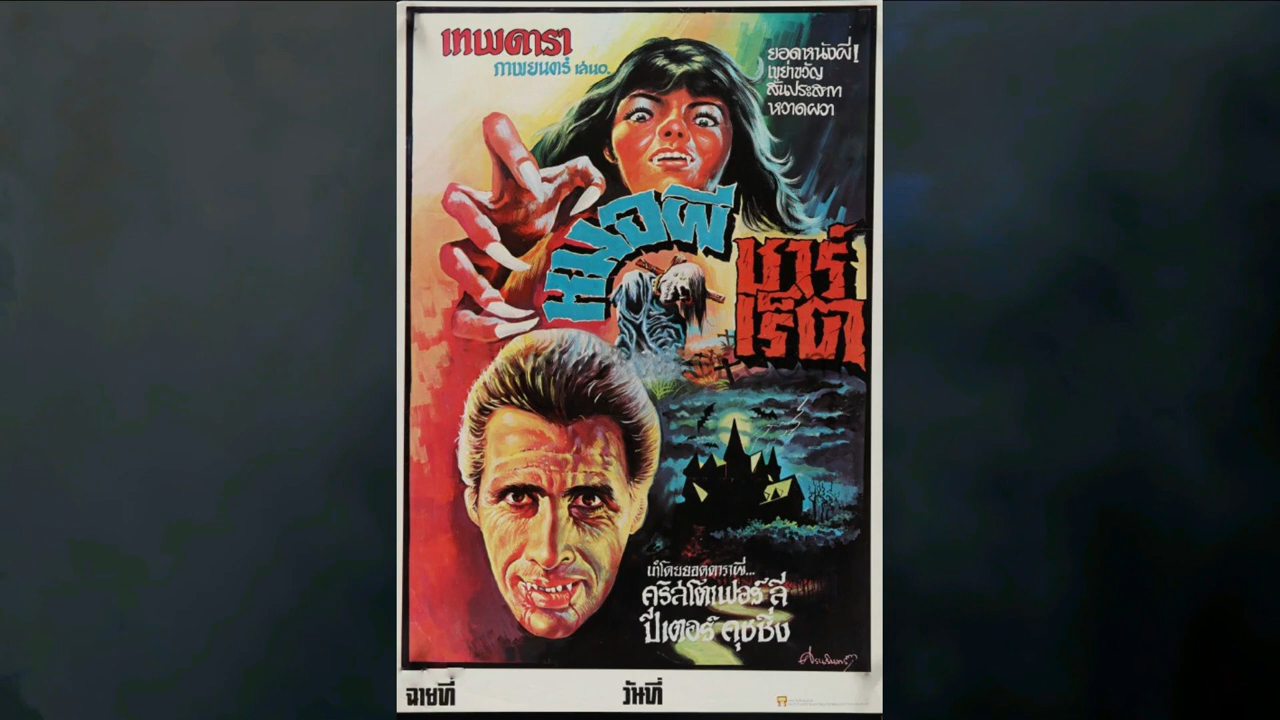 เทพดารา
ภาพยนตร์ เสนอ..
ยอดหนังผี!
เขย่าขวัญ
สั่นประสาท
หวาดผวา
หมอผี
ชาร์
เร็ตา
นำโดยยอดดาราผี...
คริสโตเฟอร์ ลี
ปีเตอร์ คุชชิ่ง
ฉายที่
วันที่